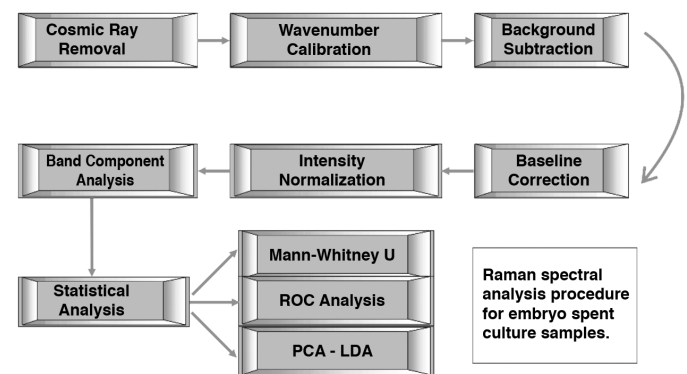 Cosmic Ray
Removal
Wavenumber
Calibration
Background
Subtraction
Baseline
Correction
Intensity
Normalization
Band Component
Analysis
Statistical
Analysis
Mann-Whitney U
ROC Analysis
PCA - LDA
Raman spectral
analysis procedure
for embryo spent
culture samples.